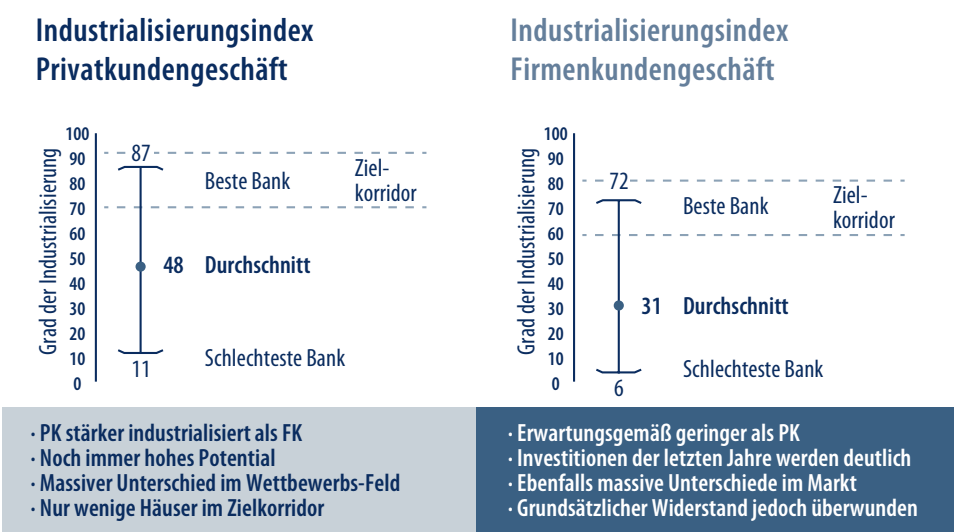 Industrialisierungsindex
Privatkundengeschäft
Grad der Industrialisierung
100
90
80
70
60
50
40
30
20
10
0
87
Beste Bank
Ziel-
korridor
48 Durchschnitt
Schlechteste Bank
11
· PK stärker industrialisiert als FK
· Noch immer hohes Potential
· Massiver Unterschied im Wettbewerbs-Feld
· Nur wenige Häuser im Zielkorridor
Industrialisierungsindex
Firmenkundengeschäft
Grad der Industrialisierung
100
90
80
70
60
50
40
30
20
10
0
72
Beste Bank
Ziel-
korridor
31 Durchschnitt
Schlechteste Bank
6
· Erwartungsgemäß geringer als PK
· Investitionen der letzten Jahre werden deutlich
· Ebenfalls massive Unterschiede im Markt
· Grundsätzlicher Widerstand jedoch überwunden